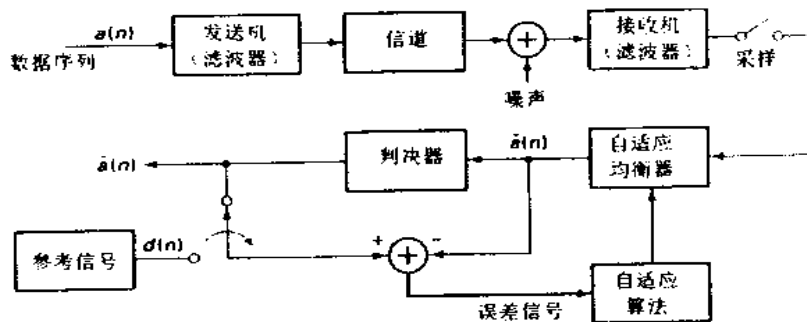 a(n)
数据序列
发送机
(滤波器)
信道
噪声
接收机
(滤波器)
采样
â(n)
判决器
ã(n)
自适应
均衡器
参考信号
d(n)
+
−
误差信号
自适应
算法